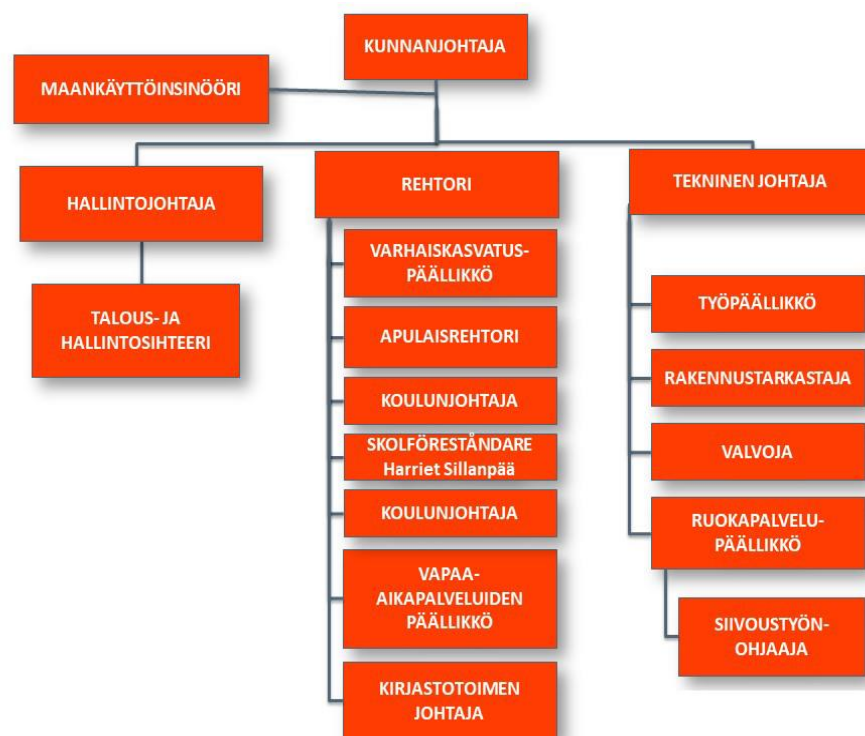 KUNNANJOHTAJA
MAANKÄYTTÖINSINÖÖRI
HALLINTOJOHTAJA
TALOUS- JA
HALLINTOSIHTEERI
REHTORI
VARHAISKASVATUS-
PÄÄLLIKKÖ
APULAISREHTORI
KOULUNJOHTAJA
SKOLFÖRESTÅNDARE
Harriet Sillanpää
KOULUNJOHTAJA
VAPAA-
AIKAPALVELUIDEN
PÄÄLLIKKÖ
KIRJASTOTOIMEN
JOHTAJA
TEKNINEN JOHTAJA
TYÖPÄÄLLIKKÖ
RAKENNUSTARKASTAJA
VALVOJA
RUOKAPALVELU-
PÄÄLLIKKÖ
SIIVOUSTYÖN-
OHJAAJA